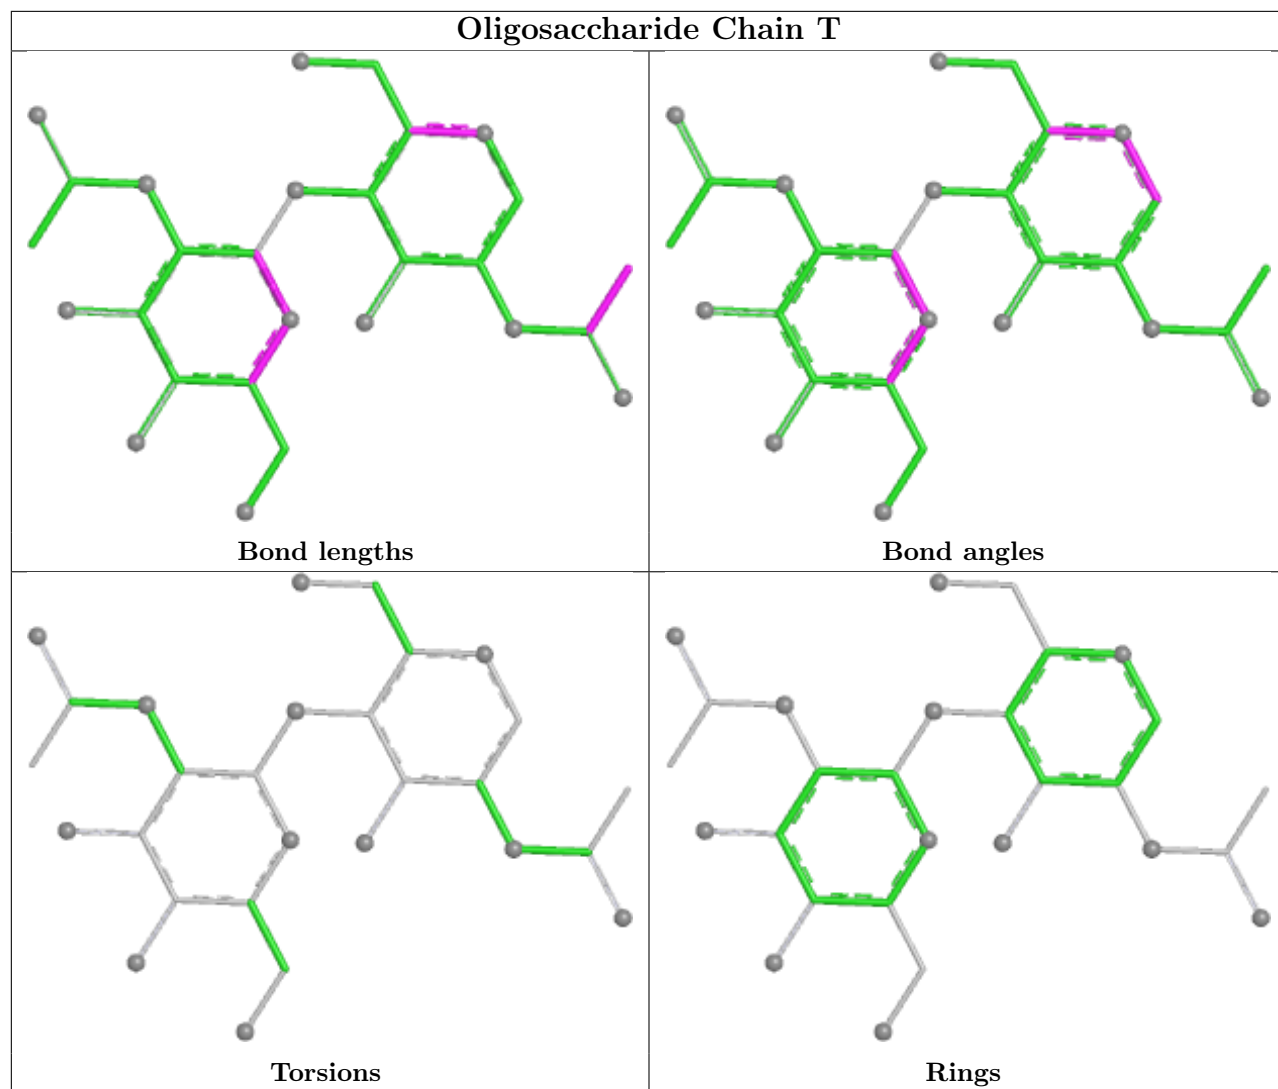 Oligosaccharide Chain T
Bond lengths
Bond angles
Torsions
Rings